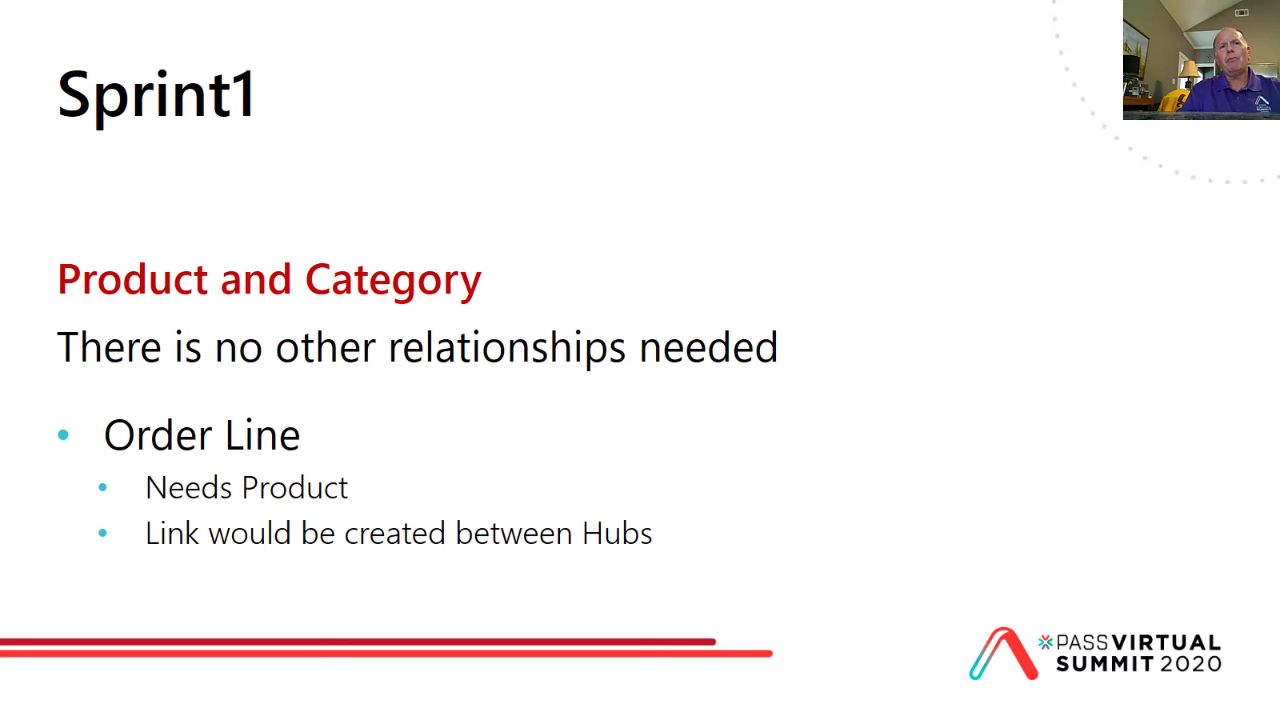 Sprint1
Product and Category
There is no other relationships needed
• Order Line
• Needs Product
• Link would be created between Hubs
PASS VIRTUAL
SUMMIT 2020